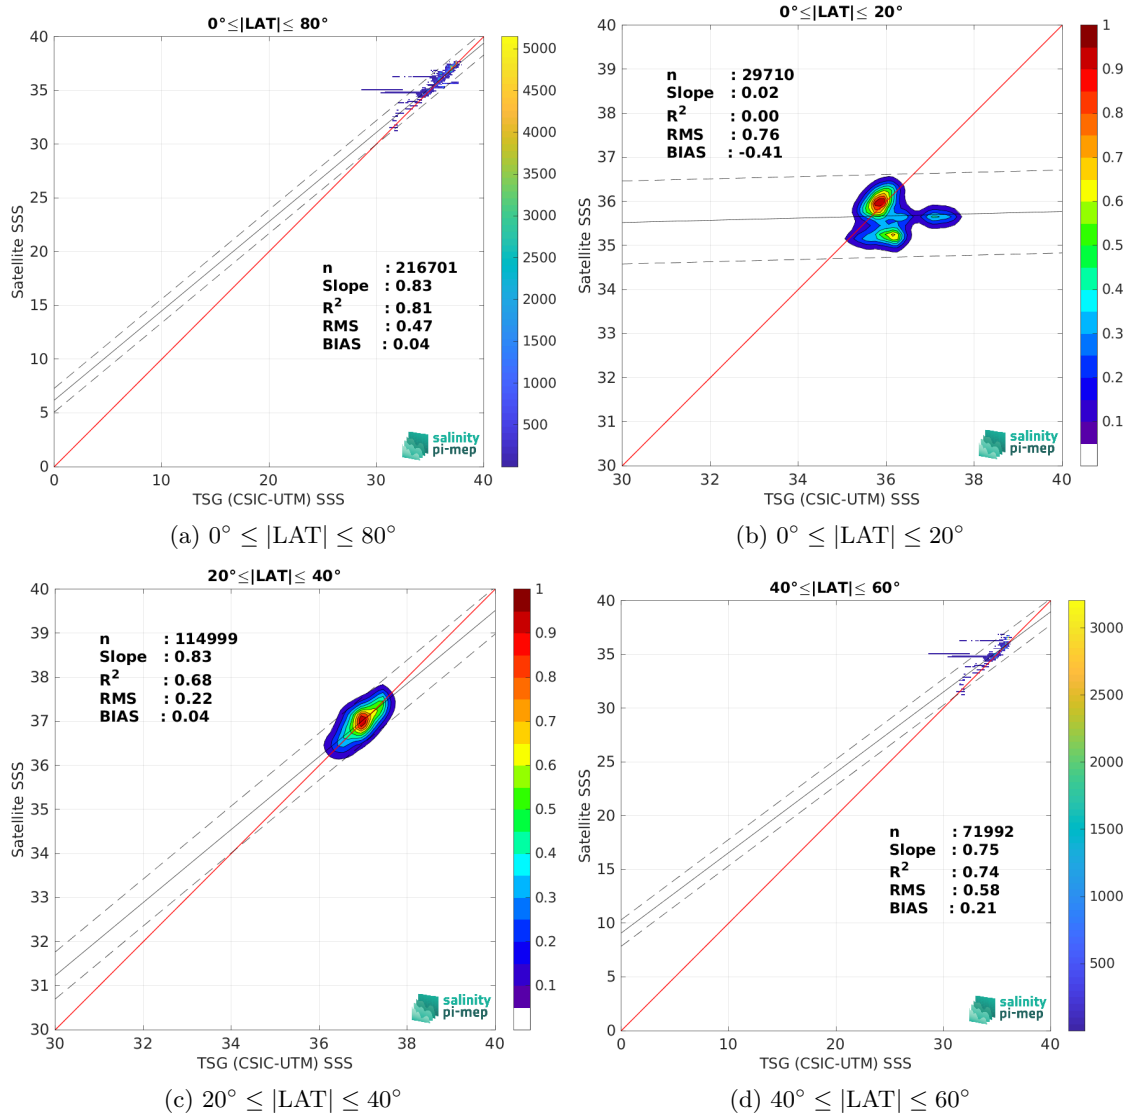 0°≤|LAT|≤ 80°
40
35
30
25
20
15
10
5
0
0
10
20
30
40
Satellite SSS
TSG (CSIC-UTM) SSS
n : 216701
Slope : 0.83
R2 : 0.81
RMS : 0.47
BIAS : 0.04
salinity
pi-mep
5000
4500
4000
3500
3000
2500
2000
1500
1000
500
(a) 0° ≤ |LAT| ≤ 80°
0°≤|LAT|≤ 20°
40
39
38
37
36
35
34
33
32
31
30
30
32
34
36
38
40
Satellite SSS
TSG (CSIC-UTM) SSS
n : 29710
Slope : 0.02
R2 : 0.00
RMS : 0.76
BIAS : -0.41
salinity
pi-mep
1
0.9
0.8
0.7
0.6
0.5
0.4
0.3
0.2
0.1
(b) 0° ≤ |LAT| ≤ 20°
20°≤|LAT|≤ 40°
40
39
38
37
36
35
34
33
32
31
30
30
32
34
36
38
40
Satellite SSS
TSG (CSIC-UTM) SSS
n : 114999
Slope : 0.83
R2 : 0.68
RMS : 0.22
BIAS : 0.04
salinity
pi-mep
1
0.9
0.8
0.7
0.6
0.5
0.4
0.3
0.2
0.1
(c) 20° ≤ |LAT| ≤ 40°
40°≤|LAT|≤ 60°
40
35
30
25
20
15
10
5
0
0
10
20
30
40
Satellite SSS
TSG (CSIC-UTM) SSS
n : 71992
Slope : 0.75
R2 : 0.74
RMS : 0.58
BIAS : 0.21
salinity
pi-mep
3000
2500
2000
1500
1000
500
(d) 40° ≤ |LAT| ≤ 60°